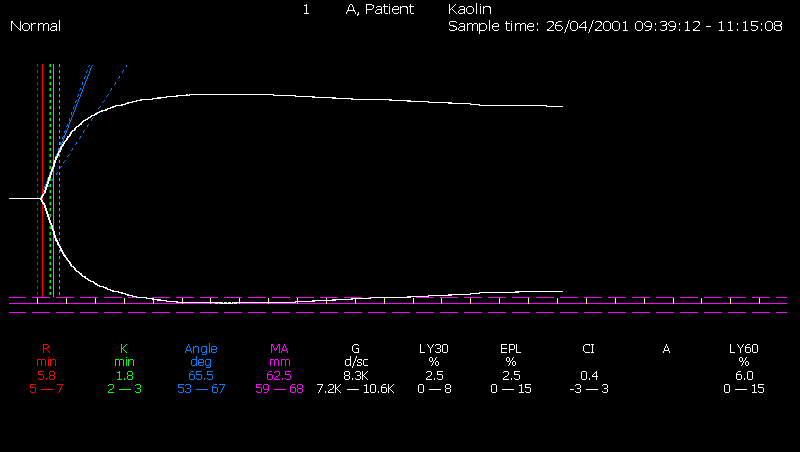 1 A, Patient Kaolin
Normal Sample time: 26/04/2001 09:39:12 - 11:15:08
R K Angle MA G LY30 EPL CI A LY60
min min deg mm d/sc % % %
5.8 1.8 65.5 62.5 8.3K 2.5 2.5 0.4 6.0
5 — 7 2 — 3 53 — 67 59 — 68 7.2K — 10.6K 0 — 8 0 — 15 -3 — 3 0 — 15